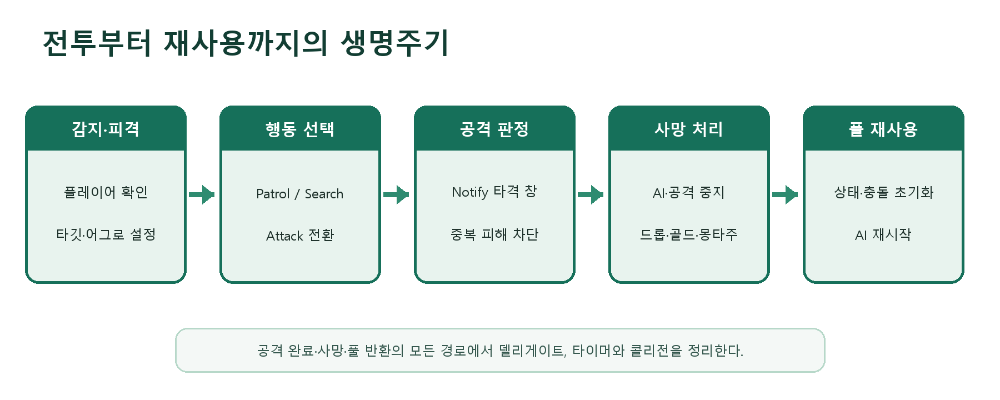 전투부터 재사용까지의 생명주기
감지·피격
플레이어 확인
타깃·어그로 설정
행동 선택
Patrol / Search
Attack 전환
공격 판정
Notify 타격 창
중복 피해 차단
사망 처리
AI·공격 중지
드롭·골드·몽타주
풀 재사용
상태·충돌 초기화
AI 재시작
공격 완료·사망·풀 반환의 모든 경로에서 델리게이트, 타이머와 콜리전을 정리한다.